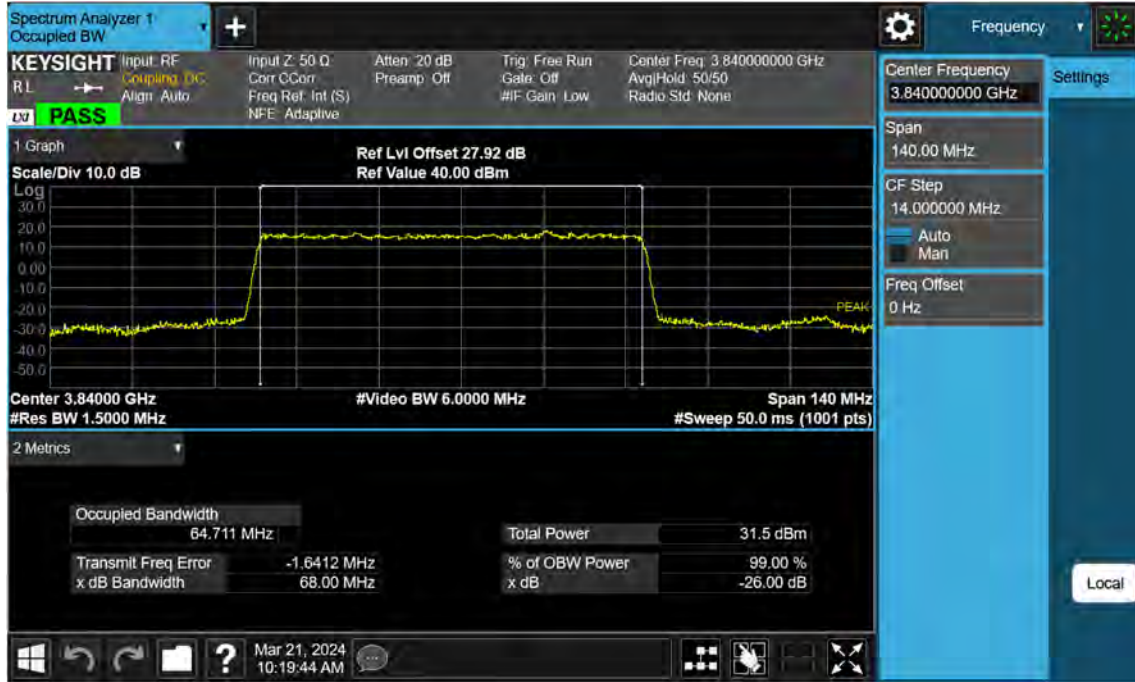 Spectrum Analyzer 1
Occupied BW
+
Frequency
KEYSIGHT
RL
Input: RF
Coupling: DC
Align: Auto
Input Z: 50 Ω
Corr CCorr
Freq Ref: Int (S)
NFE: Adaptive
Atten: 20 dB
Preamp: Off
Trig: Free Run
Gate: Off
#IF Gain: Low
Center Freq: 3.840000000 GHz
Avg|Hold: 50/50
Radio Std: None
LXI PASS
Center Frequency
3.840000000 GHz
Settings
Span
140.00 MHz
CF Step
14.000000 MHz
Auto
Man
Freq Offset
0 Hz
1 Graph
Scale/Div 10.0 dB
Ref Lvl Offset 27.92 dB
Ref Value 40.00 dBm
Log
30.0
20.0
10.0
0.00
-10.0
-20.0
-30.0
-40.0
-50.0
PEAK
Center 3.84000 GHz
#Video BW 6.0000 MHz
Span 140 MHz
#Res BW 1.5000 MHz
#Sweep 50.0 ms (1001 pts)
2 Metrics
Occupied Bandwidth
64.711 MHz
Total Power 31.5 dBm
Transmit Freq Error -1.6412 MHz
% of OBW Power 99.00 %
x dB Bandwidth 68.00 MHz
x dB -26.00 dB
Local
?
Mar 21, 2024
10:19:44 AM